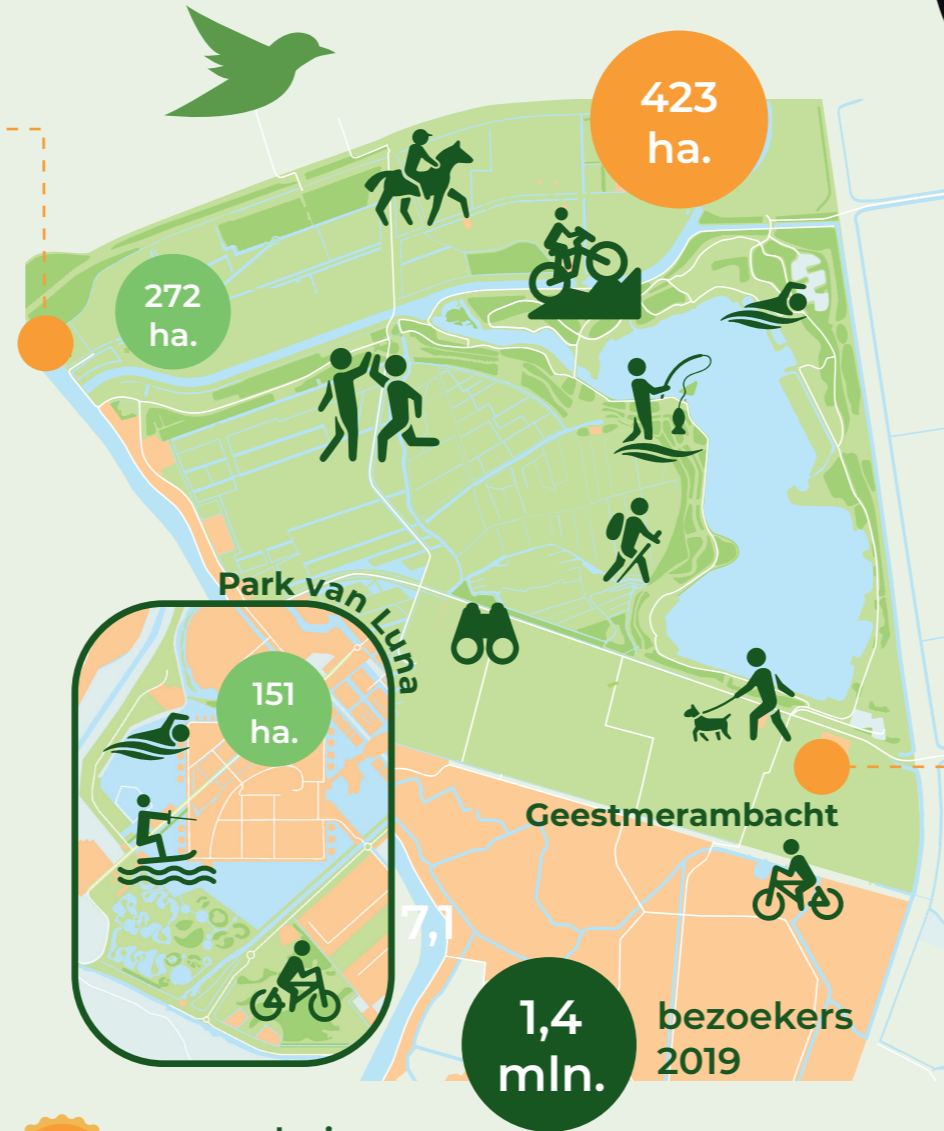 423
ha.
272
ha.
Park van Luna
151
ha.
Geestmerambacht
7,1
1,4
mln.
bezoekers
2019